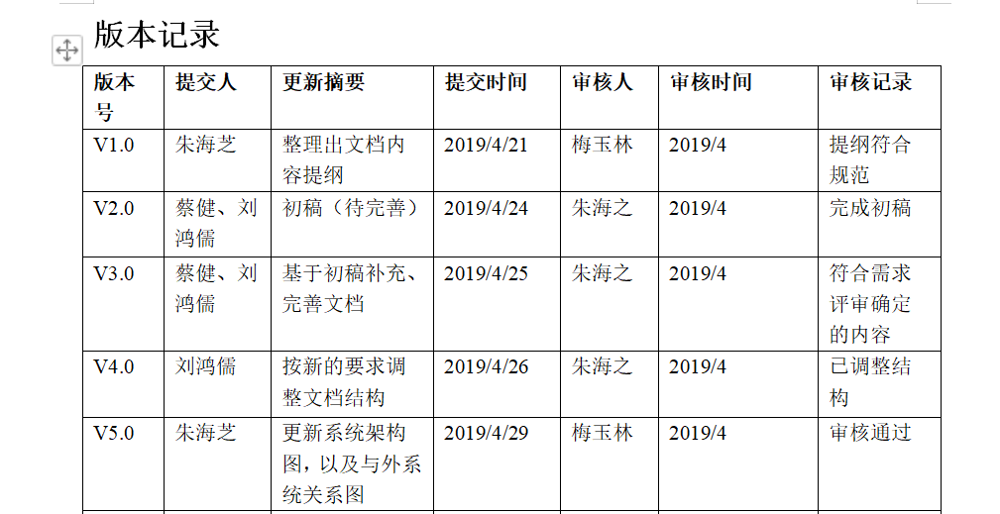 版本记录
版本号 提交人 更新摘要 提交时间 审核人 审核时间 审核记录
V1.0 朱海芝 整理出文档内容提纲 2019/4/21 梅玉林 2019/4 提纲符合规范
V2.0 蔡健、刘鸿儒 初稿（待完善） 2019/4/24 朱海之 2019/4 完成初稿
V3.0 蔡健、刘鸿儒 基于初稿补充、完善文档 2019/4/25 朱海之 2019/4 符合需求评审确定的内容
V4.0 刘鸿儒 按新的要求调整文档结构 2019/4/26 朱海之 2019/4 已调整结构
V5.0 朱海芝 更新系统架构图，以及与外系统关系图 2019/4/29 梅玉林 2019/4 审核通过